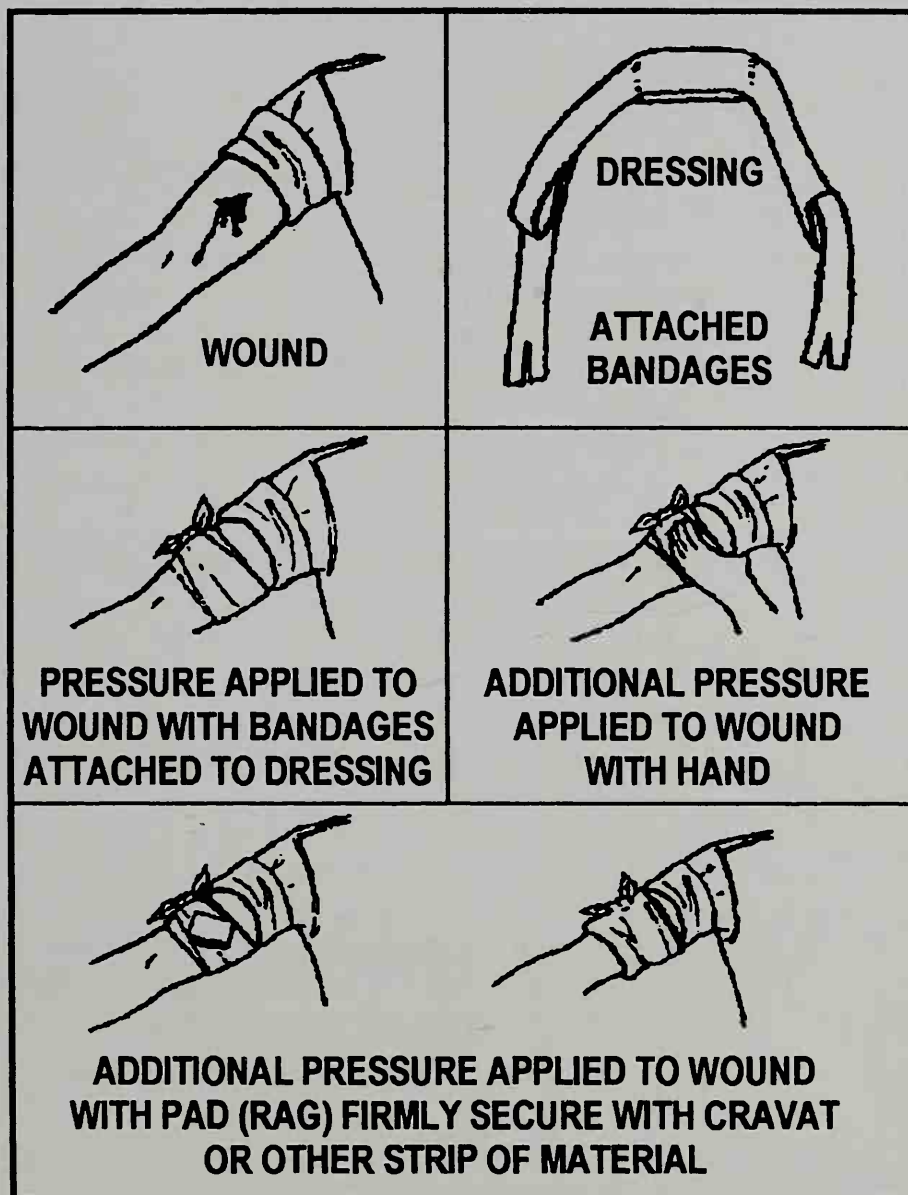 WOUND
DRESSING
ATTACHED
BANDAGES
PRESSURE APPLIED TO
WOUND WITH BANDAGES
ATTACHED TO DRESSING
ADDITIONAL PRESSURE
APPLIED TO WOUND
WITH HAND
ADDITIONAL PRESSURE APPLIED TO WOUND
WITH PAD (RAG) FIRMLY SECURE WITH CRAVAT
OR OTHER STRIP OF MATERIAL